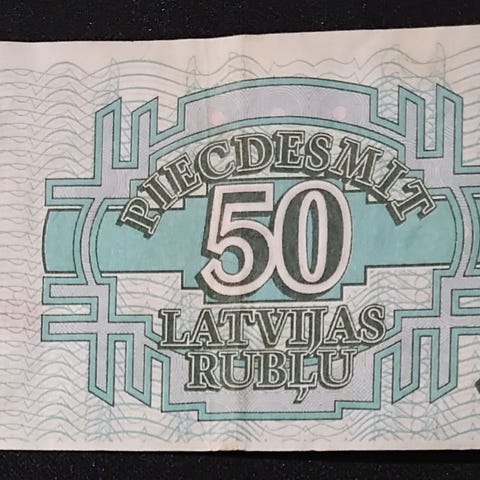 PIECDESMIT
50
LATVIJAS
RUBĻU